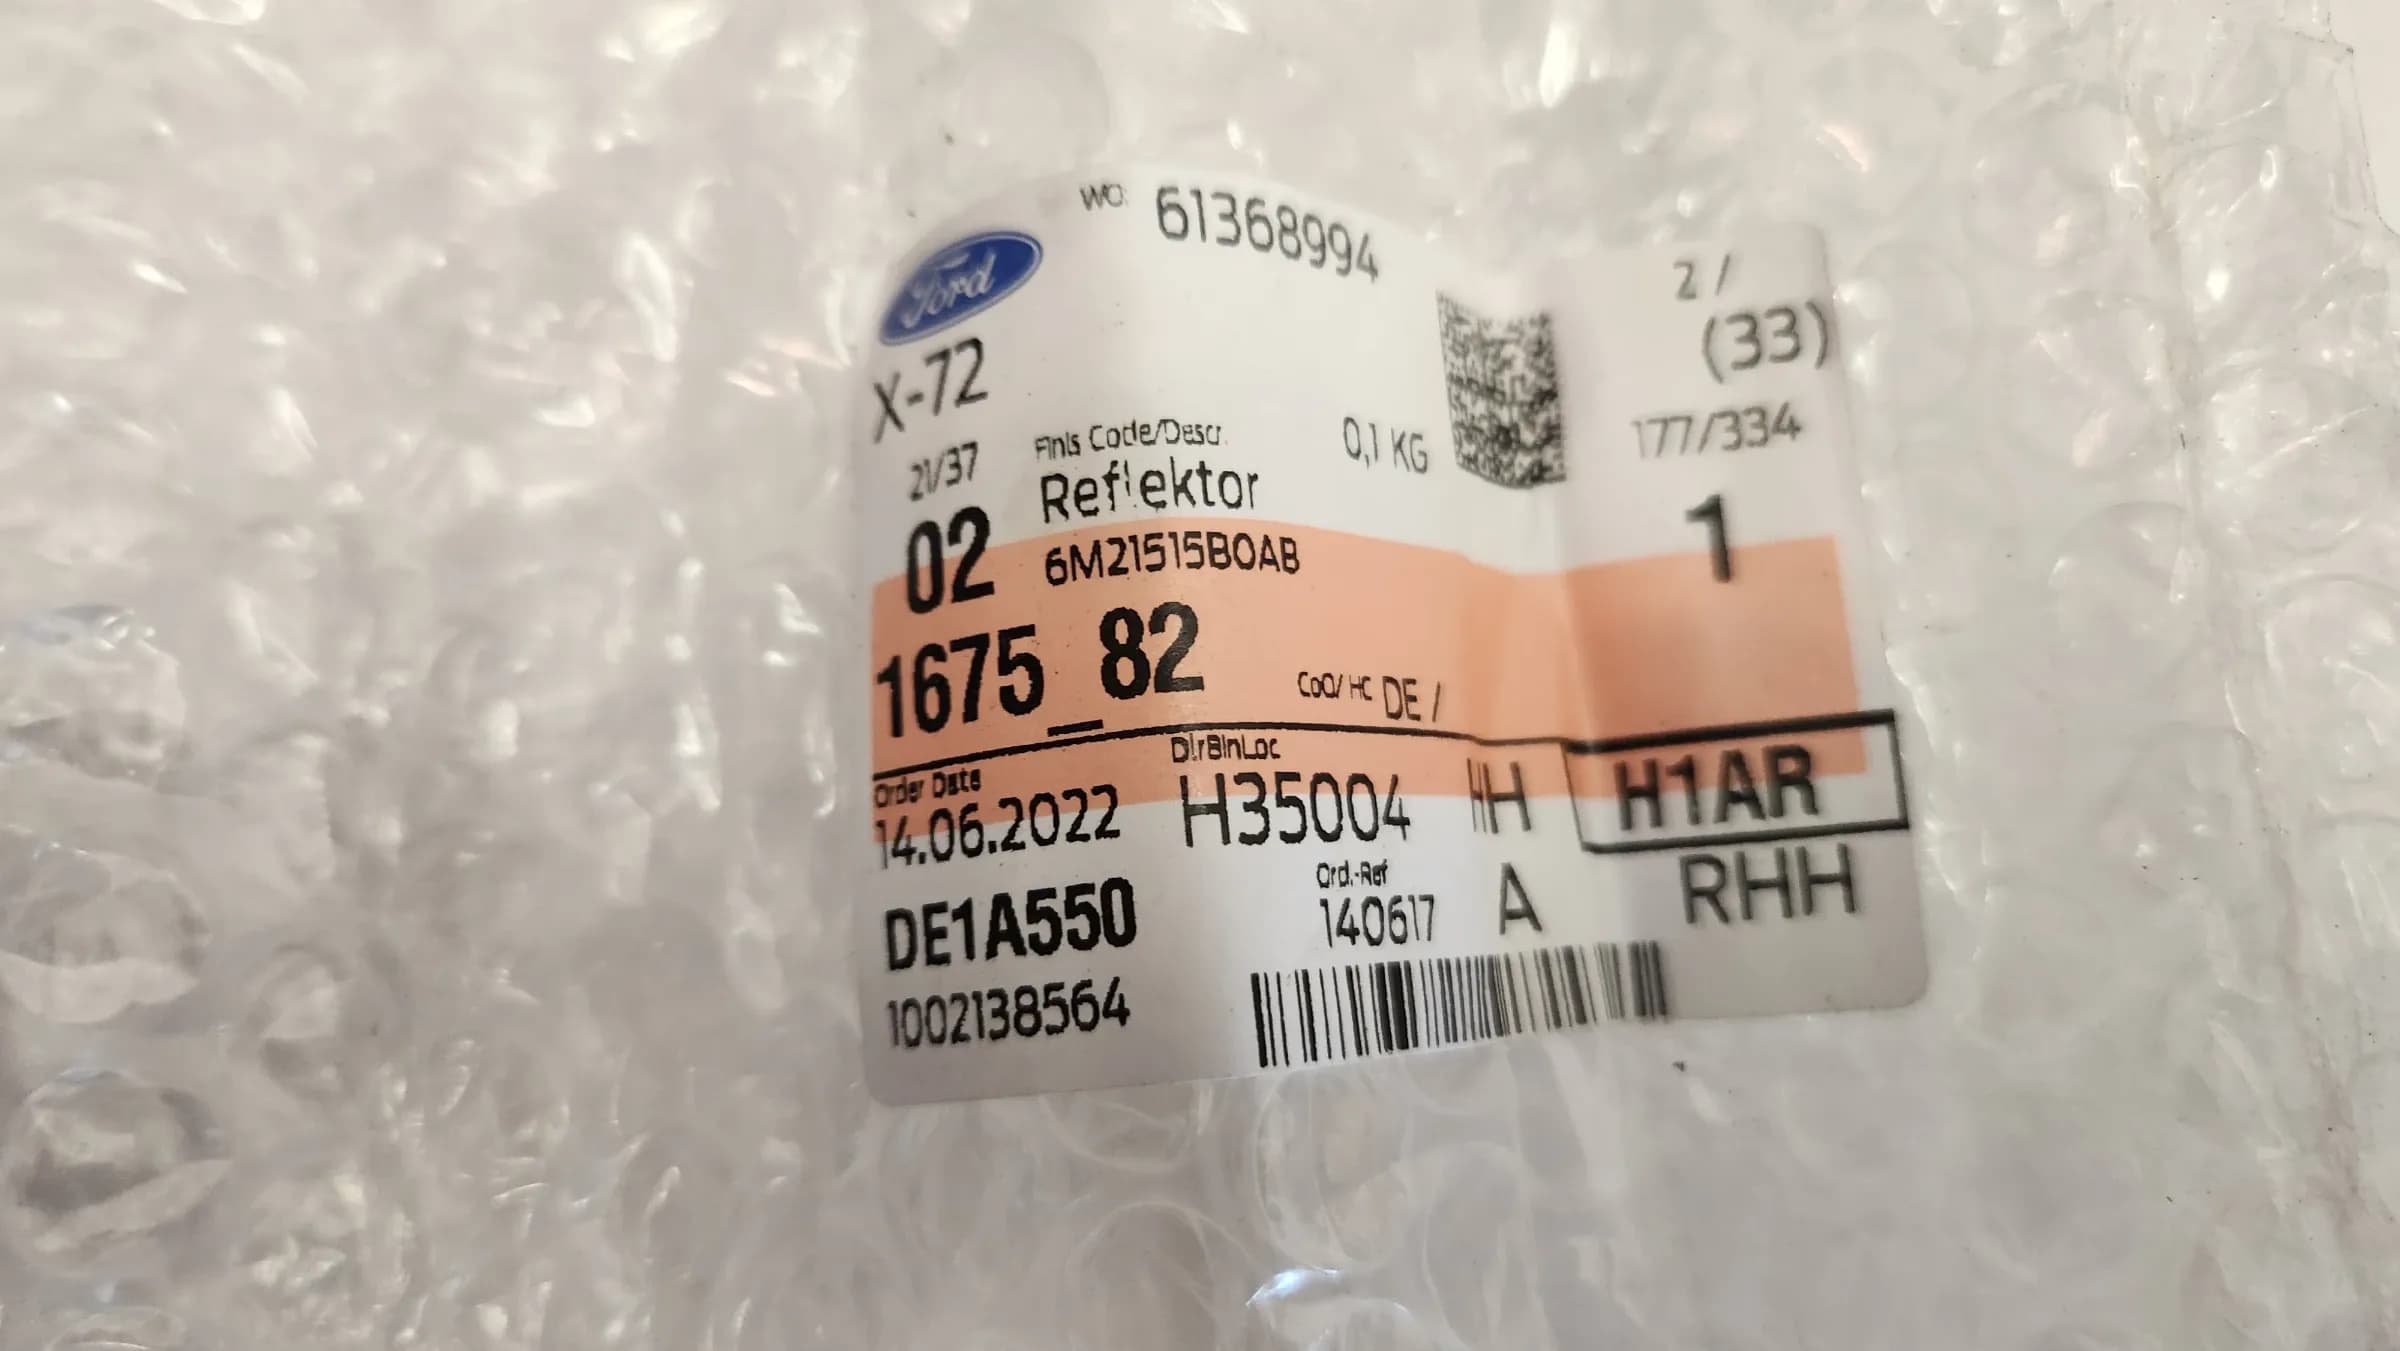 WO: 61368994
Ford
2 /
(33)
X-72
177/334
21/37
Finis Code/Descr.
0,1 KG
Reflektor
02
6M21515B0AB
1
1675_82
CoO/ HC DE /
Order Date
DlrBinLoc
14.06.2022
H35004
HH
H1AR
DE1A550
Ord.-Ref
140617
A
RHH
1002138564